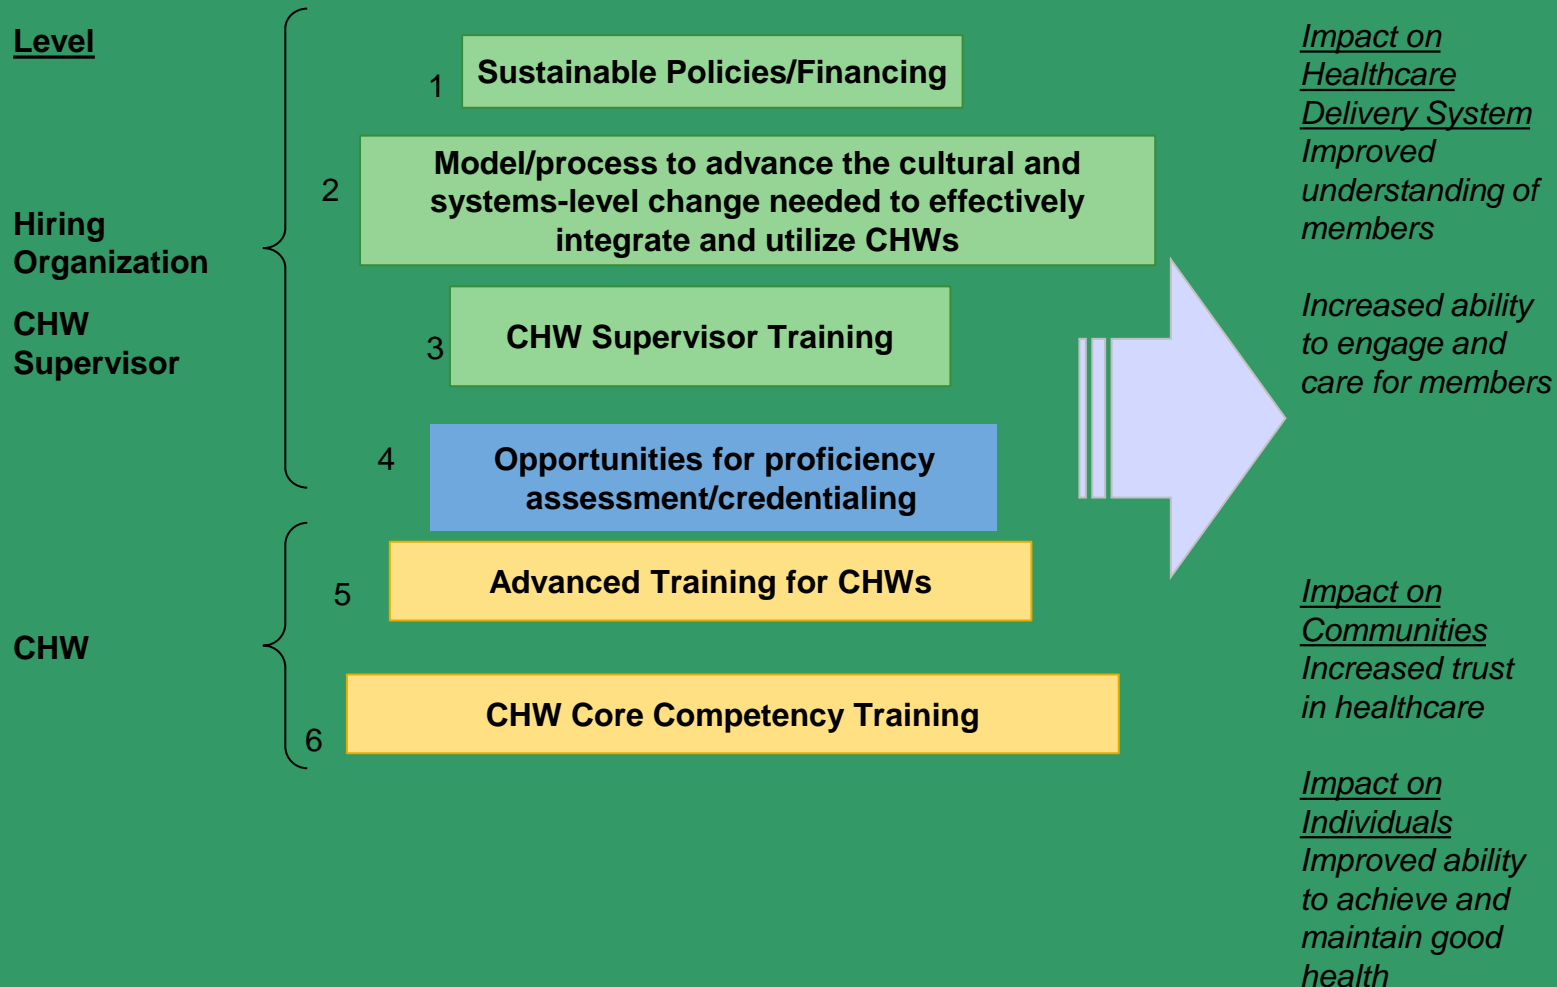 Level
Hiring
Organization
CHW
Supervisor
CHW
1
Sustainable Policies/Financing
2
Model/process to advance the cultural and
systems-level change needed to effectively
integrate and utilize CHWs
3
CHW Supervisor Training
4
Opportunities for proficiency
assessment/credentialing
5
Advanced Training for CHWs
6
CHW Core Competency Training
Impact on
Healthcare
Delivery System
Improved
understanding of
members
Increased ability
to engage and
care for members
Impact on
Communities
Increased trust
in healthcare
Impact on
Individuals
Improved ability
to achieve and
maintain good
health